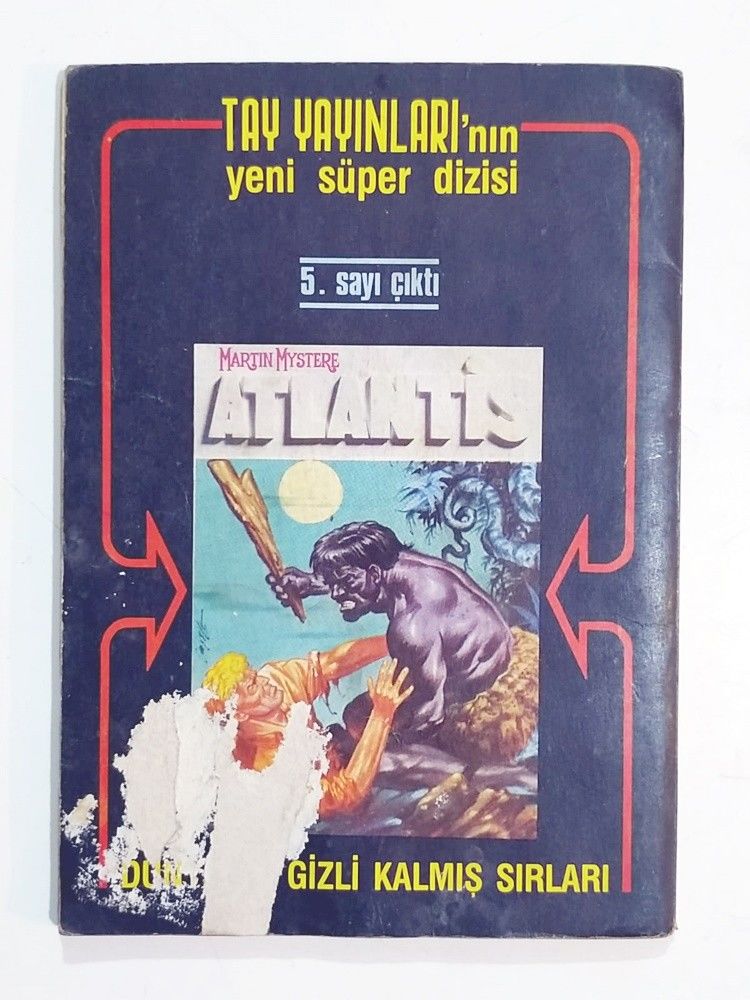 TAY YAYINLARI'nın
yeni süper dizisi
5. sayı çıktı
MARTIN MYSTERE
ATLANTİS
GİZLİ KALMIŞ SIRLARI